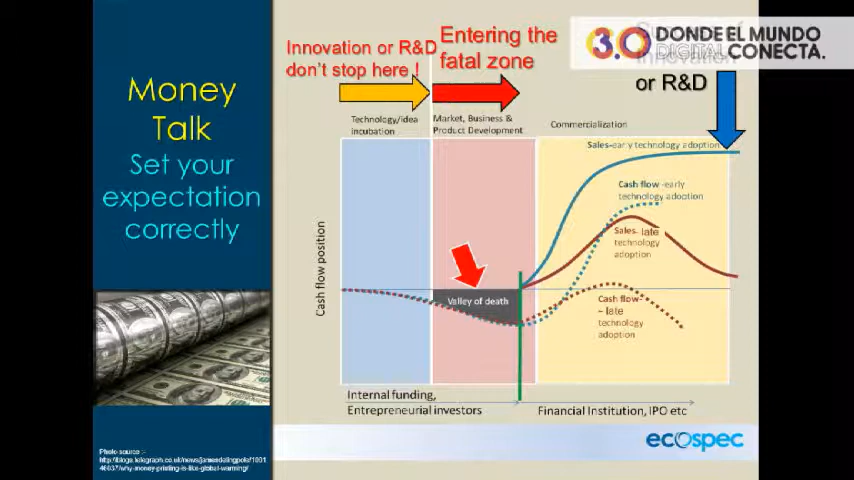 Money
Talk
Set your
expectation
correctly
Photo source :-
Innovation or R&D
don't stop here !
Entering the
fatal zone
3.0 DONDE EL MUNDO
DIGITAL CONECTA.
or R&D
Technology/idea
incubation
Market, Business &
Product Development
Commercialization
Sales-early technology adoption
Cash flow -early
technology adoption
Sales- late
technology
adoption
Cash flow-
- late
technology
adoption
Cash flow position
Valley of death
Internal funding,
Entrepreneurial investors
Financial Institution, IPO etc
ecospec